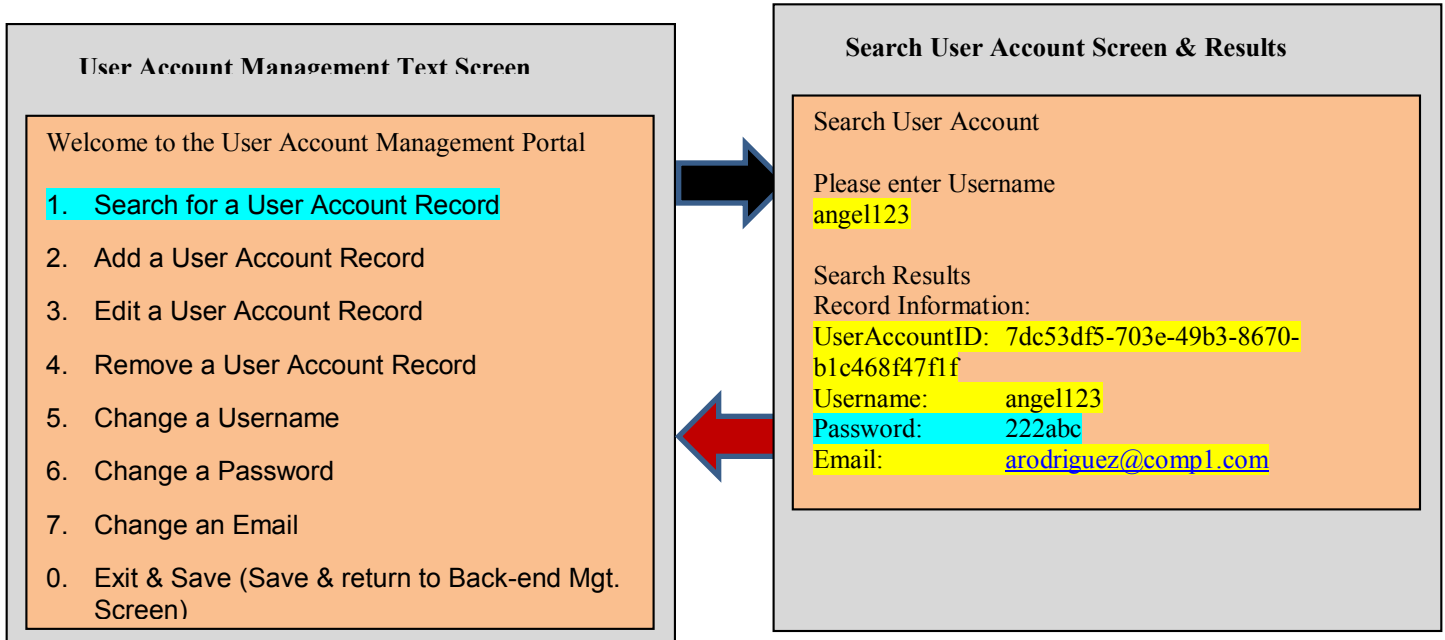 User Account Management Text Screen
Welcome to the User Account Management Portal
1. Search for a User Account Record
2. Add a User Account Record
3. Edit a User Account Record
4. Remove a User Account Record
5. Change a Username
6. Change a Password
7. Change an Email
0. Exit & Save (Save & return to Back-end Mgt.
Screen)
Search User Account Screen & Results
Search User Account
Please enter Username
angel123
Search Results
Record Information:
UserAccountID: 7dc53df5-703e-49b3-8670-
b1c468f47f1f
Username: angel123
Password: 222abc
Email: arodriguez@comp1.com